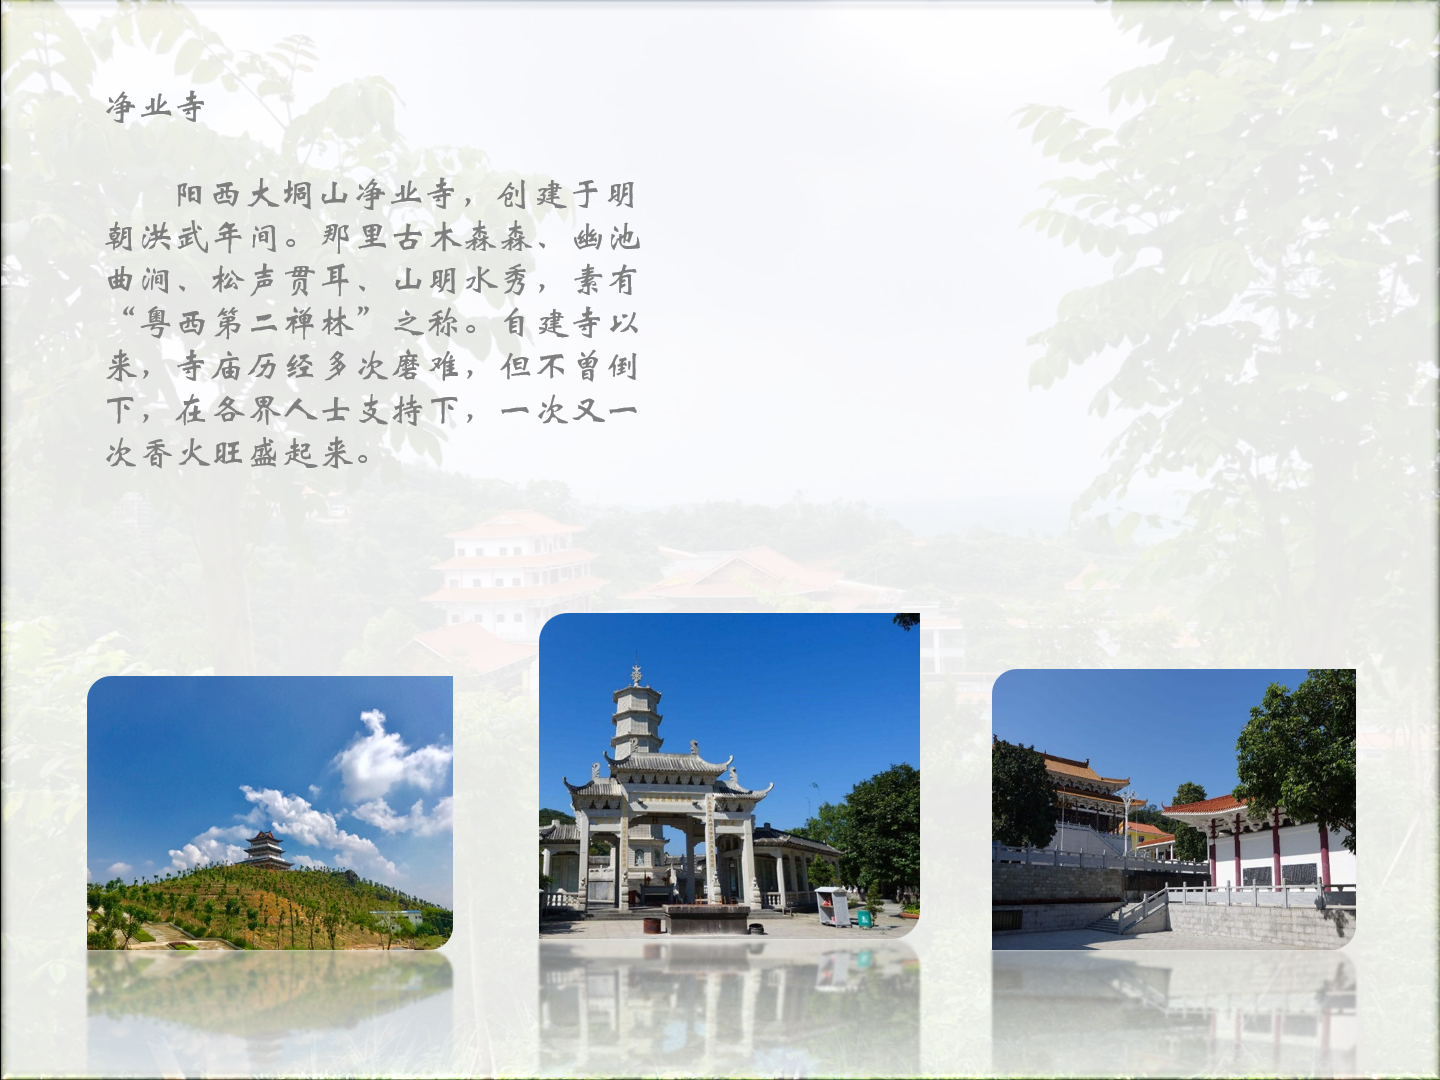 净业寺
阳西大垌山净业寺，创建于明
朝洪武年间。那里古木森森、幽池
曲涧、松声贯耳、山明水秀，素有
“粤西第二禅林”之称。自建寺以
来，寺庙历经多次磨难，但不曾倒
下，在各界人士支持下，一次又一
次香火旺盛起来。